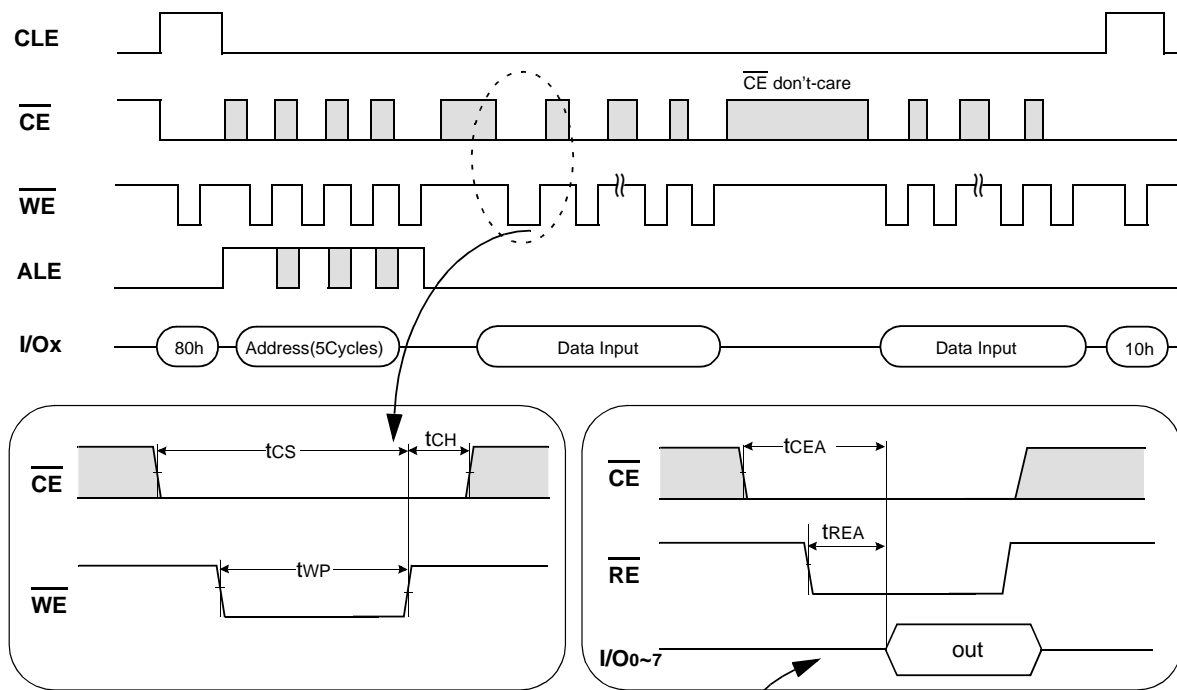 CLE
CE don't-care
CE
WE
ALE
I/Ox
80h
Address(5Cycles)
Data Input
Data Input
10h
tCS
tCH
CE
tWP
WE
tCEA
CE
tREA
RE
I/O0~7
out